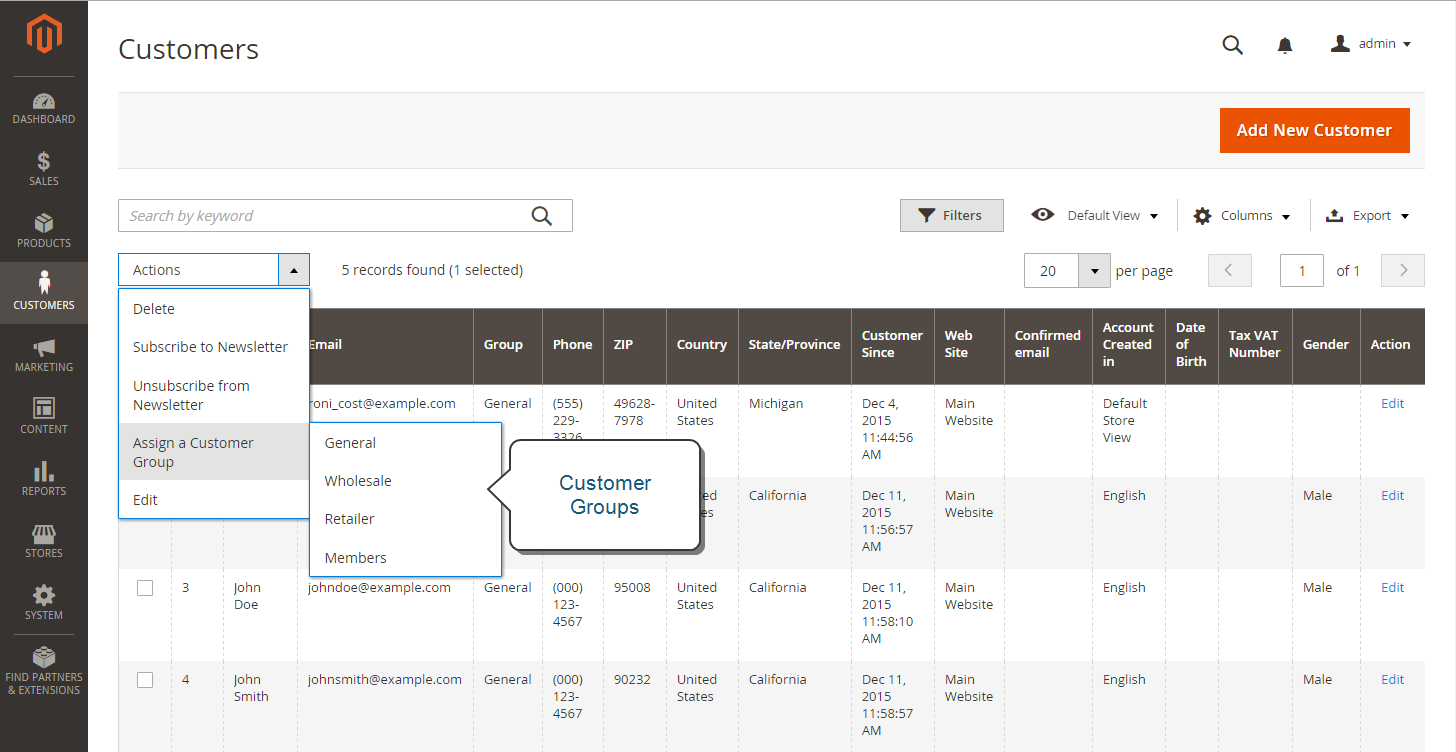 Customers
admin
DASHBOARD
SALES
PRODUCTS
CUSTOMERS
MARKETING
CONTENT
REPORTS
STORES
SYSTEM
FIND PARTNERS
& EXTENSIONS
Add New Customer
Search by keyword
Filters
Default View
Columns
Export
Actions
5 records found (1 selected)
20
per page
1
of 1
Delete
Subscribe to Newsletter
Unsubscribe from
Newsletter
Assign a Customer
Group
Edit
General
Wholesale
Retailer
Members
Customer
Groups
Email
Group
Phone
ZIP
Country
State/Province
Customer
Since
Web
Site
Confirmed
email
Account
Created
in
Date
of
Birth
Tax VAT
Number
Gender
Action
roni_cost@example.com
General
(555)
229-
3326
49628-
7978
United
States
Michigan
Dec 4,
2015
11:44:56
AM
Main
Website
Default
Store
View
Edit
California
Dec 11,
2015
11:56:57
AM
Main
Website
English
Male
Edit
3
John
Doe
johndoe@example.com
General
(000)
123-
4567
95008
United
States
California
Dec 11,
2015
11:58:10
AM
Main
Website
English
Male
Edit
4
John
Smith
johnsmith@example.com
General
(000)
123-
4567
90232
United
States
California
Dec 11,
2015
11:58:57
AM
Main
Website
English
Male
Edit